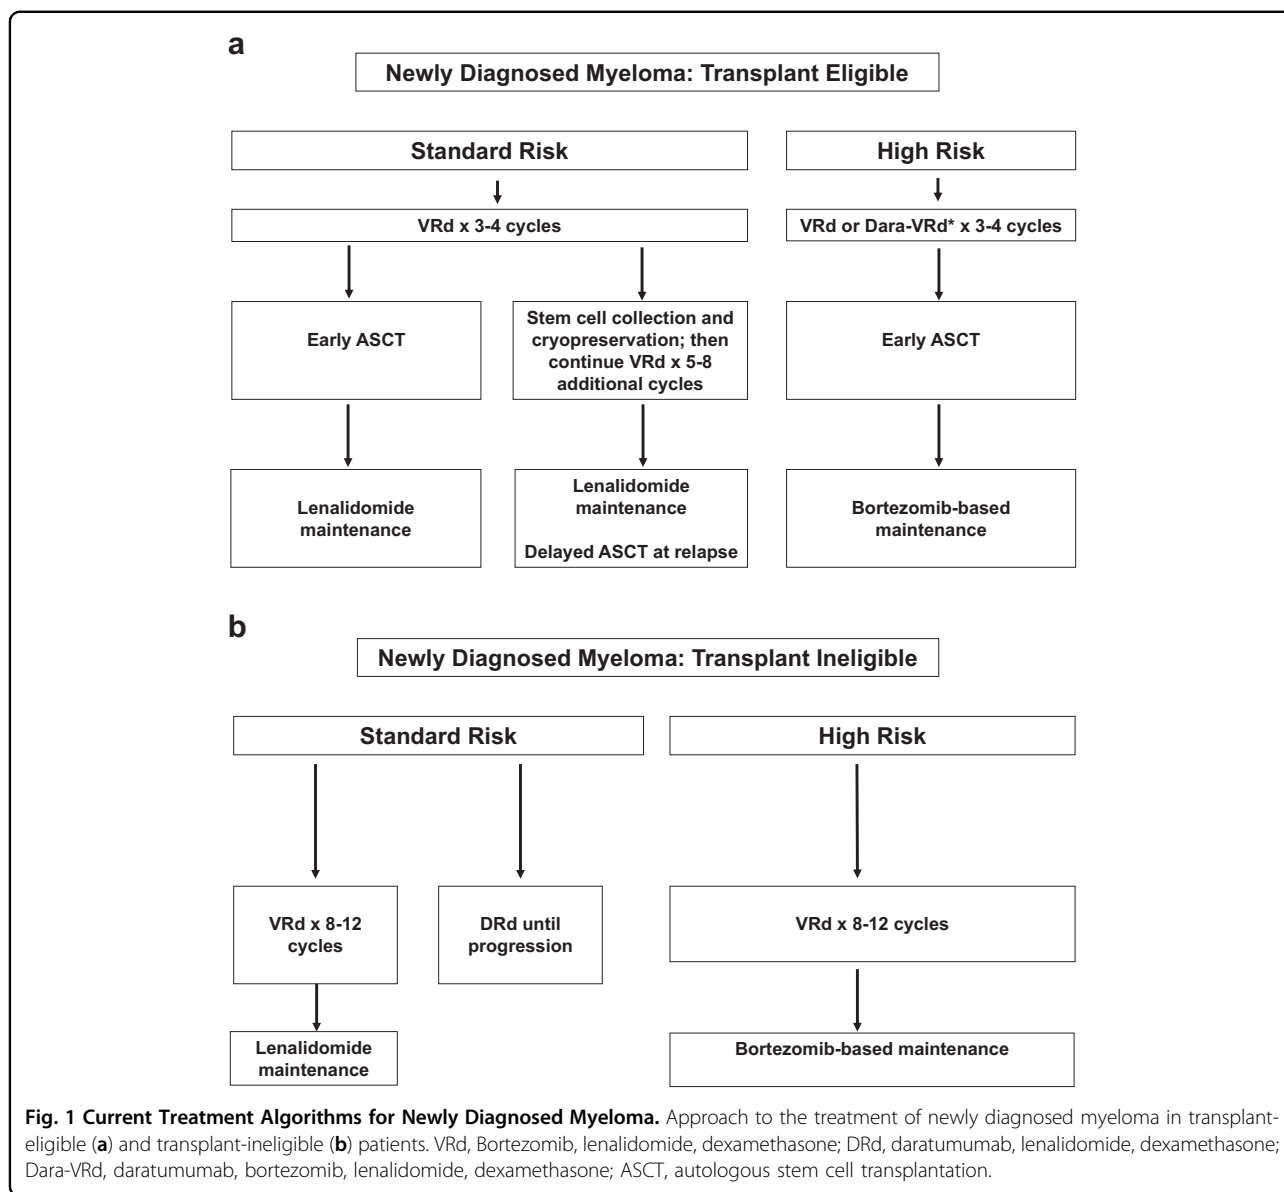 a
Newly Diagnosed Myeloma: Transplant Eligible
Standard Risk
High Risk
VRd x 3-4 cycles
VRd or Dara-VRd* x 3-4 cycles
Early ASCT
Stem cell collection and
cryopreservation; then
continue VRd x 5-8
additional cycles
Early ASCT
Lenalidomide
maintenance
Lenalidomide
maintenance
Delayed ASCT at relapse
Bortezomib-based
maintenance
b
Newly Diagnosed Myeloma: Transplant Ineligible
Standard Risk
High Risk
VRd x 8-12
cycles
DRd until
progression
VRd x 8-12 cycles
Lenalidomide
maintenance
Bortezomib-based maintenance
Fig. 1 Current Treatment Algorithms for Newly Diagnosed Myeloma. Approach to the treatment of newly diagnosed myeloma in transplant-
eligible (a) and transplant-ineligible (b) patients. VRd, Bortezomib, lenalidomide, dexamethasone; DRd, daratumumab, lenalidomide, dexamethasone;
Dara-VRd, daratumumab, bortezomib, lenalidomide, dexamethasone; ASCT, autologous stem cell transplantation.